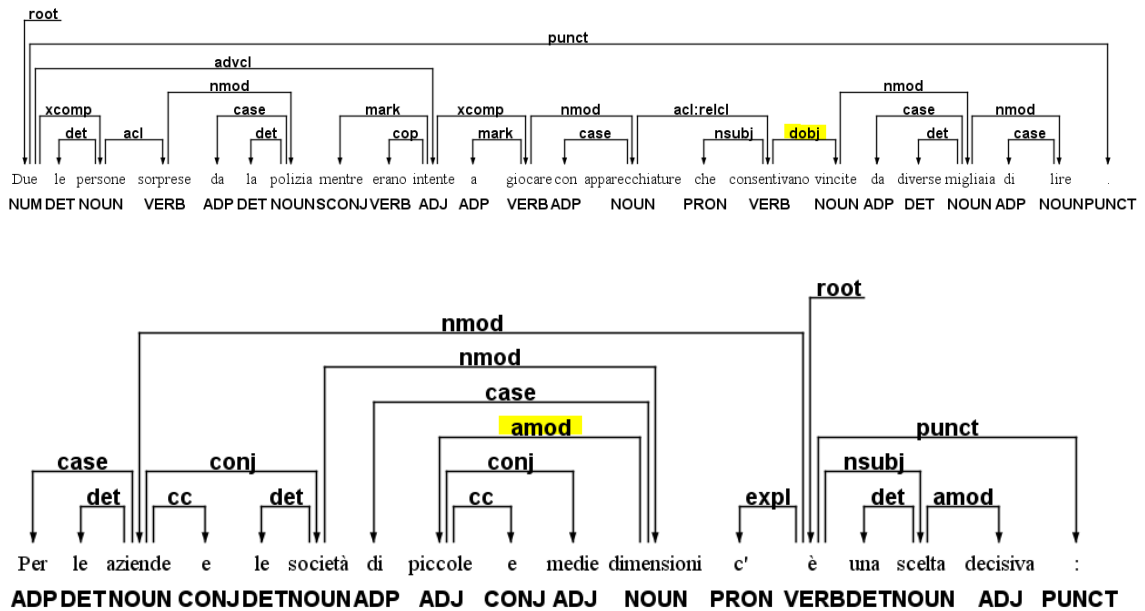 root
punct
advcl
nmod nmod
xcomp case mark xcomp nmod acl:relcl case nmod
det acl det cop mark case nsubj dobj det case
Due le persone sorprese da la polizia mentre erano intente a giocare con apparecchiature che consentivano vincite da diverse migliaia di lire .
NUM DET NOUN VERB ADP DET NOUN SCONJ VERB ADJ ADP VERB ADP NOUN PRON VERB NOUN ADP DET NOUN ADP NOUN PUNCT
root
nmod
nmod
case
amod punct
case conj conj nsubj
det cc det cc expl det amod
Per le aziende e le società di piccole e medie dimensioni c' è una scelta decisiva :
ADP DET NOUN CONJ DET NOUN ADP ADJ CONJ ADJ NOUN PRON VERB DET NOUN ADJ PUNCT